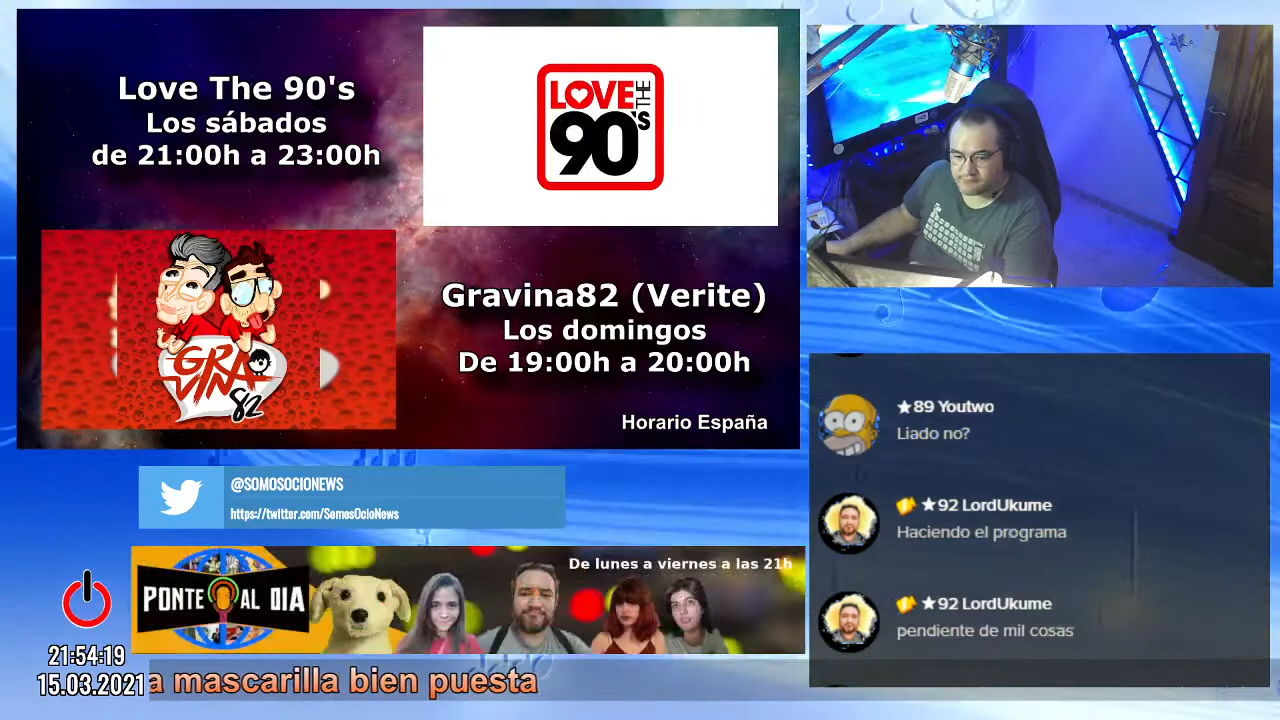 Love The 90's
Los sábados
de 21:00h a 23:00h
LOVE THE
90'S
GRA
VINA
82
Gravina82 (Verite)
Los domingos
De 19:00h a 20:00h
Horario España
@SOMOSOCIONEWS
https://twitter.com/SomosOcioNews
De lunes a viernes a las 21h
PONTE AL DIA
21:54:19
15.03.2021
a mascarilla bien puesta
★89 Youtwo
Liado no?
★92 LordUkume
Haciendo el programa
★92 LordUkume
pendiente de mil cosas